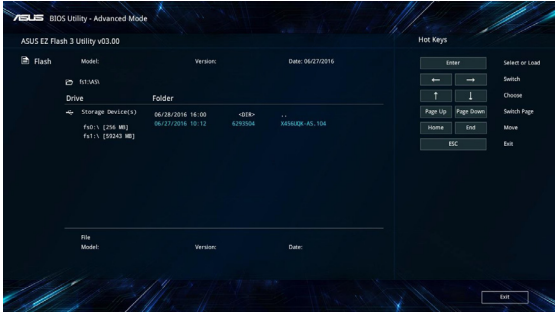 ASUS BIOS Utility - Advanced Mode
ASUS EZ Flash 3 Utility v03.00
Flash Model: Version: Date: 06/27/2016
fs1:\AS\
Drive Folder
Storage Device(s)
fs0:\ [256 MB]
fs1:\ [59243 MB]
06/28/2016 16:00 <DIR> ..
06/27/2016 10:12 6293504 X456UQK-AS.104
File
Model: Version: Date:
Hot Keys
Enter Select or Load
← → Switch
↑ ↓ Choose
Page Up Page Down Switch Page
Home End Move
ESC Exit
Exit